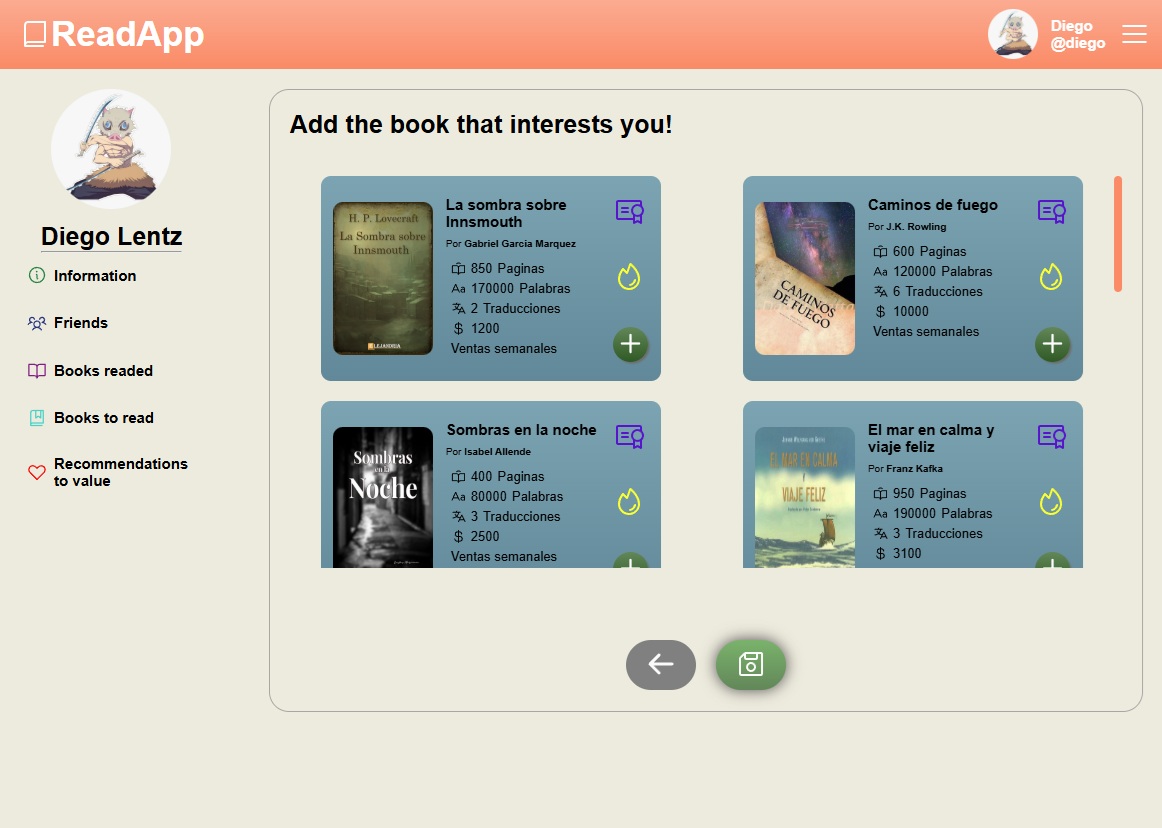 ReadApp
Diego
@diego
Diego Lentz
Information
Friends
Books readed
Books to read
Recommendations
to value
Add the book that interests you!
H. P. Lovecraft
La Sombra sobre
Innsmouth
La sombra sobre
Innsmouth
Por Gabriel Garcia Marquez
850 Paginas
Aa 170000 Palabras
2 Traducciones
$ 1200
Ventas semanales
CAMINOS
DE FUEGO
Caminos de fuego
Por J.K. Rowling
600 Paginas
Aa 120000 Palabras
6 Traducciones
$ 10000
Ventas semanales
Sombras
en la
Noche
Sombras en la noche
Por Isabel Allende
400 Paginas
Aa 80000 Palabras
3 Traducciones
$ 2500
Ventas semanales
EL MAR EN CALMA
Y
VIAJE FELIZ
El mar en calma y
viaje feliz
Por Franz Kafka
950 Paginas
Aa 190000 Palabras
3 Traducciones
$ 3100